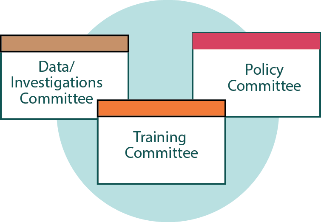 Data/
Investigations
Committee
Policy
Committee
Training
Committee